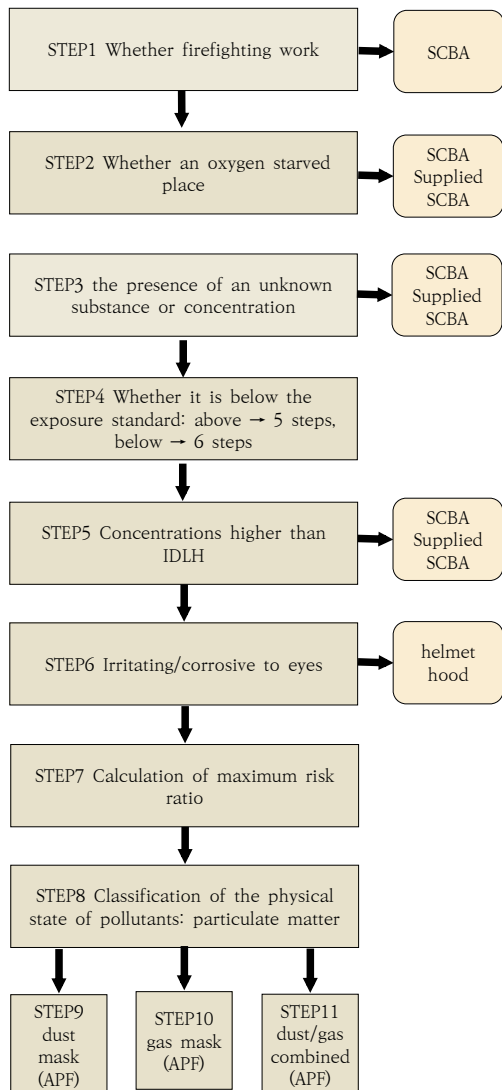 STEP1 Whether firefighting work
SCBA
STEP2 Whether an oxygen starved
place
SCBA
Supplied
SCBA
STEP3 the presence of an unknown
substance or concentration
SCBA
Supplied
SCBA
STEP4 Whether it is below the
exposure standard: above → 5 steps,
below → 6 steps
STEP5 Concentrations higher than
IDLH
SCBA
Supplied
SCBA
STEP6 Irritating/corrosive to eyes
helmet
hood
STEP7 Calculation of maximum risk
ratio
STEP8 Classification of the physical
state of pollutants: particulate matter
STEP9
dust
mask
(APF)
STEP10
gas mask
(APF)
STEP11
dust/gas
combined
(APF)